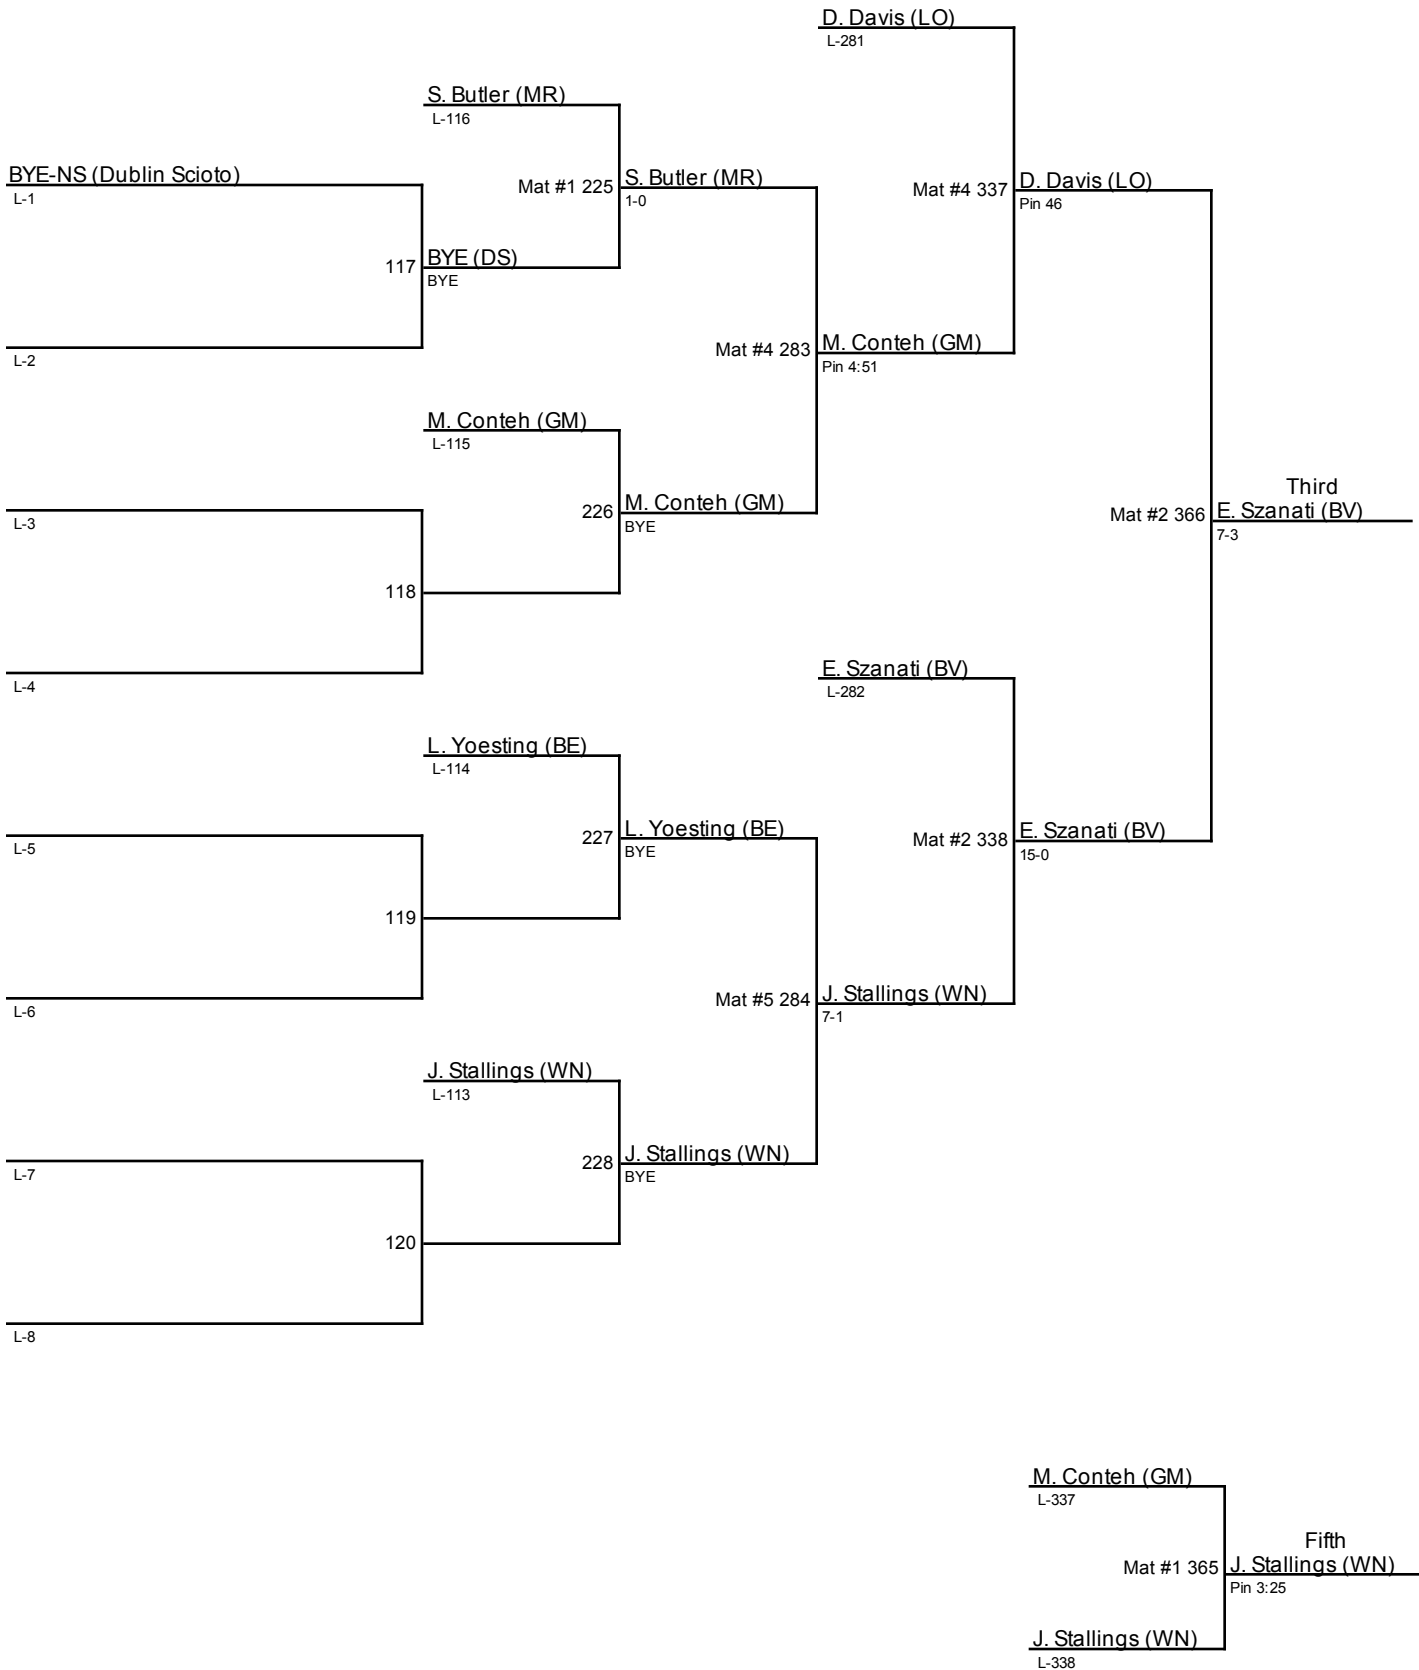 D. Davis (LO)
L-281
S. Butler (MR)
L-116
BYE-NS (Dublin Scioto)
L-1
Mat #1 225
S. Butler (MR)
1-0
Mat #4 337
D. Davis (LO)
Pin 46
117
BYE (DS)
BYE
L-2
Mat #4 283
M. Conteh (GM)
Pin 4:51
M. Conteh (GM)
L-115
L-3
226
M. Conteh (GM)
BYE
Third
Mat #2 366
E. Szanati (BV)
7-3
118
L-4
E. Szanati (BV)
L-282
L. Yoesting (BE)
L-114
L-5
227
L. Yoesting (BE)
BYE
Mat #2 338
E. Szanati (BV)
15-0
119
L-6
Mat #5 284
J. Stallings (WN)
7-1
J. Stallings (WN)
L-113
L-7
228
J. Stallings (WN)
BYE
120
L-8
M. Conteh (GM)
L-337
Fifth
Mat #1 365
J. Stallings (WN)
Pin 3:25
J. Stallings (WN)
L-338